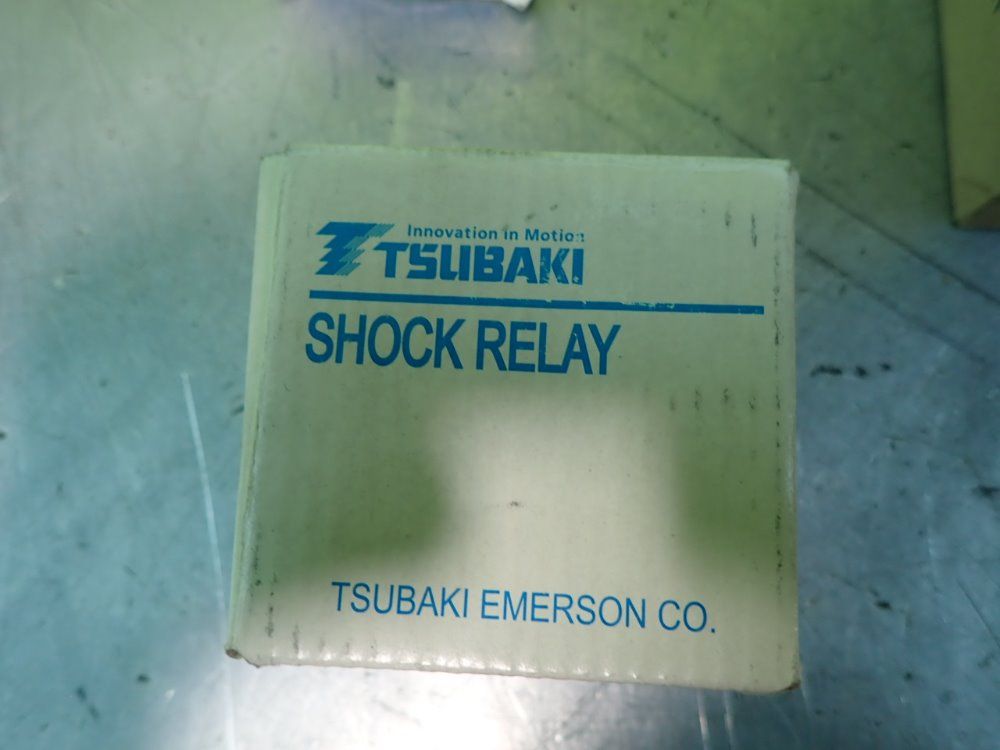 Innovation in Motion
TSUBAKI
SHOCK RELAY
TSUBAKI EMERSON CO.